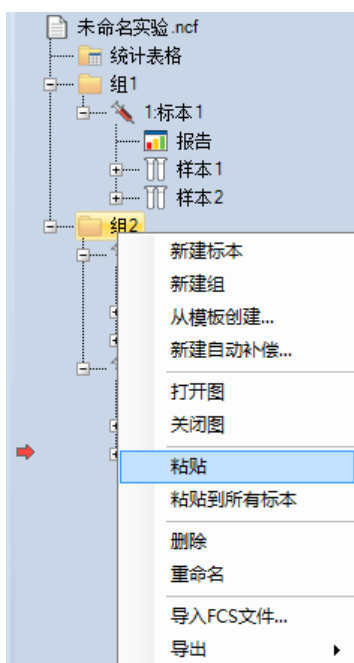 未命名实验.ncf
统计表格
组1
1:标本1
报告
样本1
样本2
组2
新建标本
新建组
从模板创建...
新建自动补偿...
打开图
关闭图
粘贴
粘贴到所有标本
删除
重命名
导入FCS文件...
导出